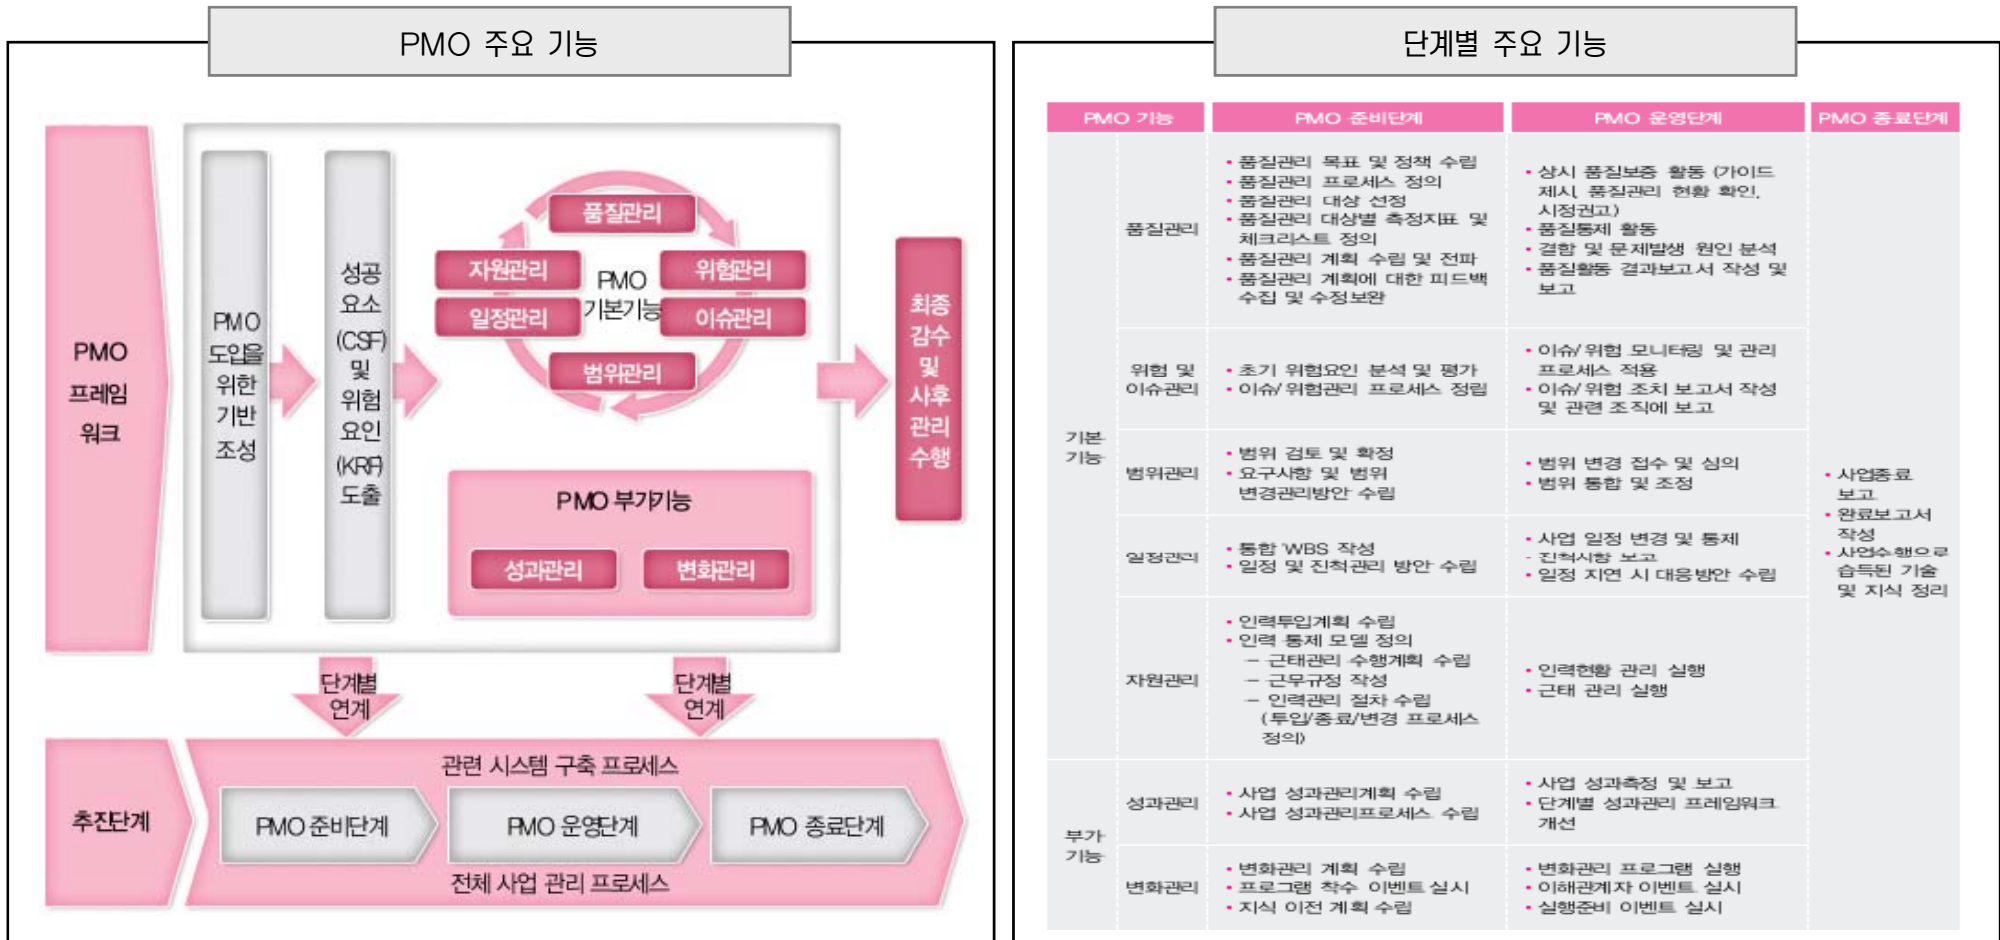 PMO 주요 기능
PMO
프레임
워크
PMO
도입을
위한
기반
조성
성공
요소
(CSF)
및
위험
요인
(KRF)
도출
품질관리
자원관리
위험관리
PMO
기본기능
일정관리
이슈관리
범위관리
PMO 부가기능
성과관리
변화관리
최종
감수
및
사후
관리
수행
단계별
연계
단계별
연계
추진단계
관련 시스템 구축 프로세스
PMO 준비단계
PMO 운영단계
PMO 종료단계
전체 사업 관리 프로세스
단계별 주요 기능
PMO 기능
PMO 준비단계
PMO 운영단계
PMO 종료단계
기본
기능
품질관리
• 품질관리 목표 및 정책 수립
• 품질관리 프로세스 정의
• 품질관리 대상 선정
• 품질관리 대상별 측정지표 및
체크리스트 정의
• 품질관리 계획 수립 및 전파
• 품질관리 계획에 대한 피드백
수집 및 수정보완
• 상시 품질보증 활동 (가이드
제시, 품질관리 현황 확인,
시정권고)
• 품질통제 활동
• 결함 및 문제발생 원인 분석
• 품질활동 결과보고서 작성 및
보고
위험 및
이슈관리
• 초기 위험요인 분석 및 평가
• 이슈/위험관리 프로세스 정립
• 이슈/위험 모니터링 및 관리
프로세스 적용
• 이슈/위험 조치 보고서 작성
및 관련 조직에 보고
범위관리
• 범위 검토 및 확정
• 요구사항 및 범위
변경관리방안 수립
• 범위 변경 접수 및 심의
• 범위 통합 및 조정
일정관리
• 통합 WBS 작성
• 일정 및 진척관리 방안 수립
• 사업 일정 변경 및 통제
- 진척사항 보고
• 일정 지연 시 대응방안 수립
자원관리
• 인력투입계획 수립
• 인력 통제 모델 정의
– 근태관리 수행계획 수립
– 근무규정 작성
– 인력관리 절차 수립
(투입/종료/변경 프로세스
정의)
• 인력현황 관리 실행
• 근태 관리 실행
• 사업종료
보고
• 완료보고서
작성
• 사업수행으로
습득된 기술
및 지식 정리
부가
기능
성과관리
• 사업 성과관리계획 수립
• 사업 성과관리프로세스 수립
• 사업 성과측정 및 보고
• 단계별 성과관리 프레임워크
개선
변화관리
• 변화관리 계획 수립
• 프로그램 착수 이벤트 실시
• 지식 이전 계획 수립
• 변화관리 프로그램 실행
• 이해관계자 이벤트 실시
• 실행준비 이벤트 실시